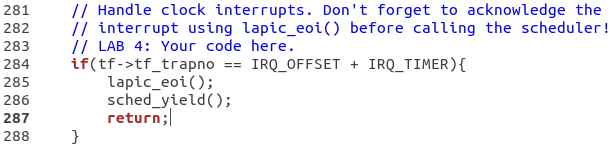 281     // Handle clock interrupts. Don't forget to acknowledge the
282     // interrupt using lapic_eoi() before calling the scheduler!
283     // LAB 4: Your code here.
284     if(tf->tf_trapno == IRQ_OFFSET + IRQ_TIMER){
285         lapic_eoi();
286         sched_yield();
287         return;
288     }